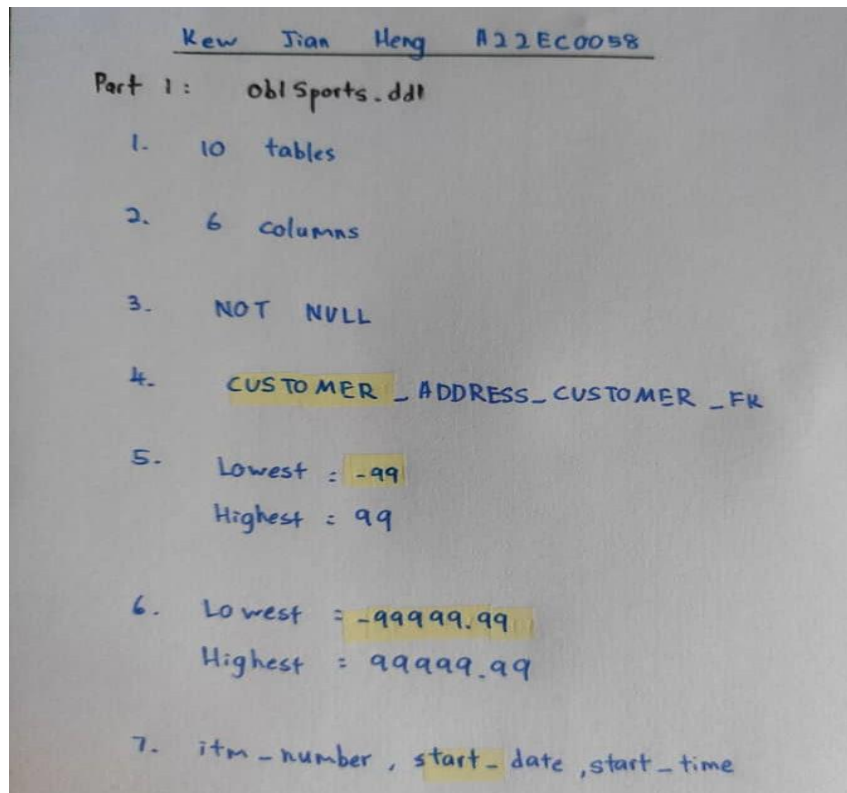 Kew Jian Heng A22EC0058
Part 1: oblSports.ddl
1. 10 tables
2. 6 columns
3. NOT NULL
4. CUSTOMER_ADDRESS_CUSTOMER_FK
5. Lowest = -99
Highest = 99
6. Lowest = -99999.99
Highest = 99999.99
7. itm_number, start_date, start_time